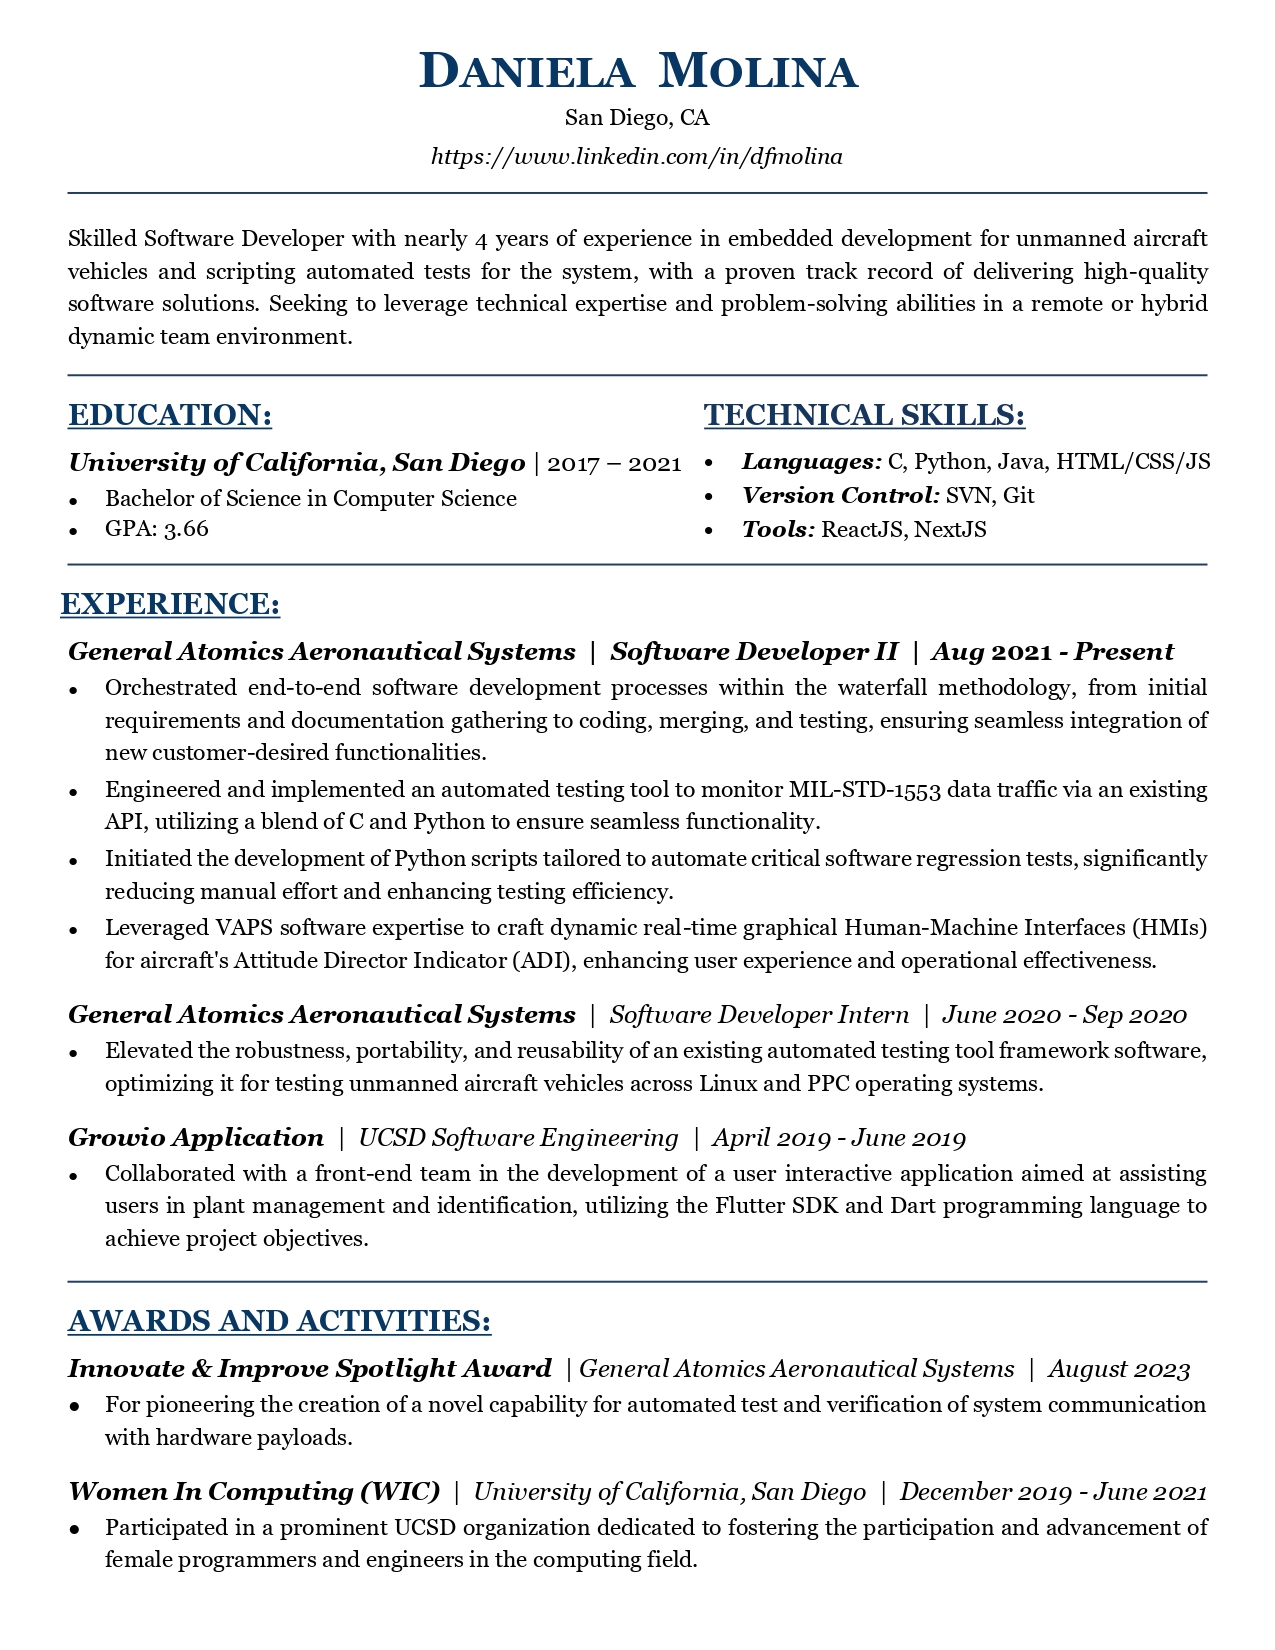 DANIELA MOLINA
San Diego, CA
https://www.linkedin.com/in/dfmolina
Skilled Software Developer with nearly 4 years of experience in embedded development for unmanned aircraft
vehicles and scripting automated tests for the system, with a proven track record of delivering high-quality
software solutions. Seeking to leverage technical expertise and problem-solving abilities in a remote or hybrid
dynamic team environment.
EDUCATION:
University of California, San Diego | 2017 – 2021
• Bachelor of Science in Computer Science
• GPA: 3.66
TECHNICAL SKILLS:
• Languages: C, Python, Java, HTML/CSS/JS
• Version Control: SVN, Git
• Tools: ReactJS, NextJS
EXPERIENCE:
General Atomics Aeronautical Systems | Software Developer II | Aug 2021 - Present
• Orchestrated end-to-end software development processes within the waterfall methodology, from initial
requirements and documentation gathering to coding, merging, and testing, ensuring seamless integration of
new customer-desired functionalities.
• Engineered and implemented an automated testing tool to monitor MIL-STD-1553 data traffic via an existing
API, utilizing a blend of C and Python to ensure seamless functionality.
• Initiated the development of Python scripts tailored to automate critical software regression tests, significantly
reducing manual effort and enhancing testing efficiency.
• Leveraged VAPS software expertise to craft dynamic real-time graphical Human-Machine Interfaces (HMIs)
for aircraft's Attitude Director Indicator (ADI), enhancing user experience and operational effectiveness.
General Atomics Aeronautical Systems | Software Developer Intern | June 2020 - Sep 2020
• Elevated the robustness, portability, and reusability of an existing automated testing tool framework software,
optimizing it for testing unmanned aircraft vehicles across Linux and PPC operating systems.
Growio Application | UCSD Software Engineering | April 2019 - June 2019
• Collaborated with a front-end team in the development of a user interactive application aimed at assisting
users in plant management and identification, utilizing the Flutter SDK and Dart programming language to
achieve project objectives.
AWARDS AND ACTIVITIES:
Innovate & Improve Spotlight Award | General Atomics Aeronautical Systems | August 2023
• For pioneering the creation of a novel capability for automated test and verification of system communication
with hardware payloads.
Women In Computing (WIC) | University of California, San Diego | December 2019 - June 2021
• Participated in a prominent UCSD organization dedicated to fostering the participation and advancement of
female programmers and engineers in the computing field.